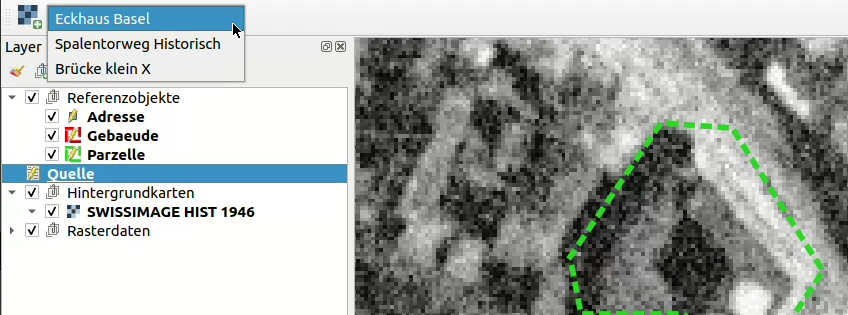 Eckhaus Basel
Spalentorweg Historisch
Brücke klein X
Layer
Referenzobjekte
Adresse
Gebaeude
Parzelle
Quelle
Hintergrundkarten
SWISSIMAGE HIST 1946
Rasterdaten